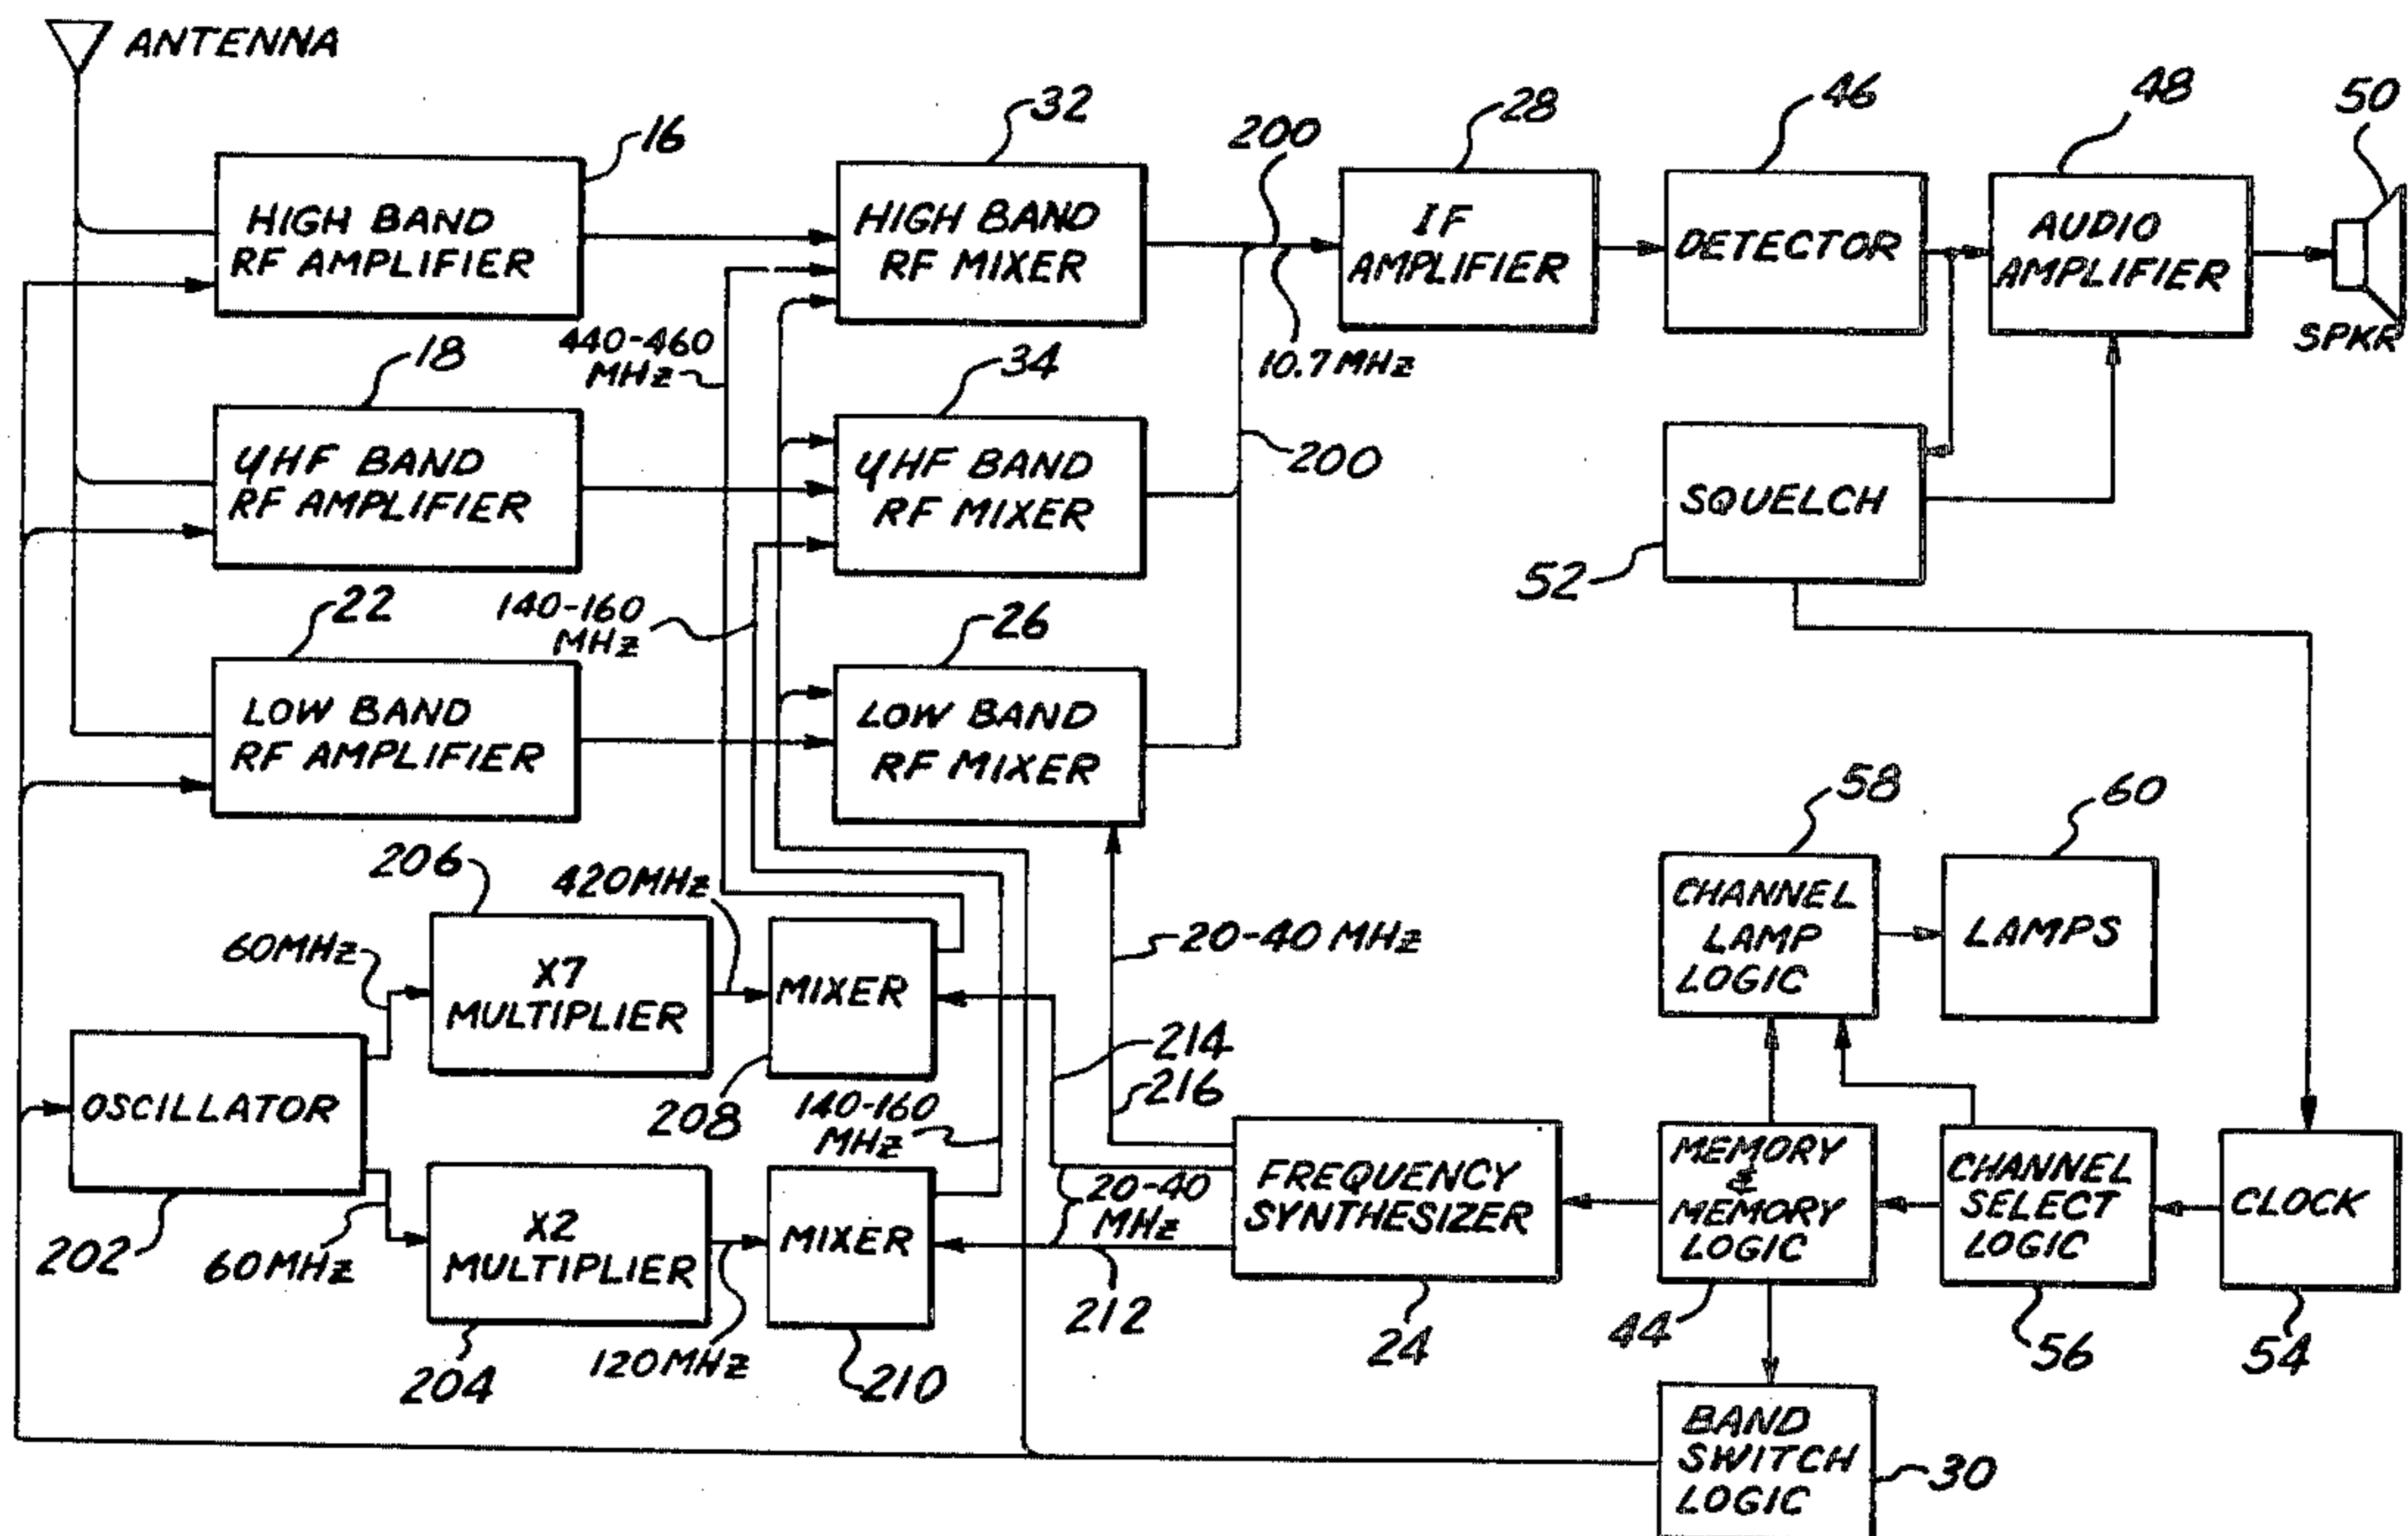 ANTENNA
16
HIGH BAND
RF AMPLIFIER
32
HIGH BAND
RF MIXER
200
10.7 MHz
28
IF
AMPLIFIER
46
DETECTOR
48
AUDIO
AMPLIFIER
50
SPKR
440-460
MHz
18
UHF BAND
RF AMPLIFIER
34
UHF BAND
RF MIXER
200
SQUELCH
52
140-160
MHz
22
LOW BAND
RF AMPLIFIER
26
LOW BAND
RF MIXER
58
CHANNEL
LAMP
LOGIC
60
LAMPS
206
420MHz
60MHz
X7
MULTIPLIER
MIXER
208
20-40 MHz
214
216
OSCILLATOR
202
60MHz
140-160
MHz
X2
MULTIPLIER
204
120MHz
MIXER
210
20-40
MHz
212
FREQUENCY
SYNTHESIZER
24
MEMORY
&
MEMORY
LOGIC
44
CHANNEL
SELECT
LOGIC
56
CLOCK
54
BAND
SWITCH
LOGIC
30